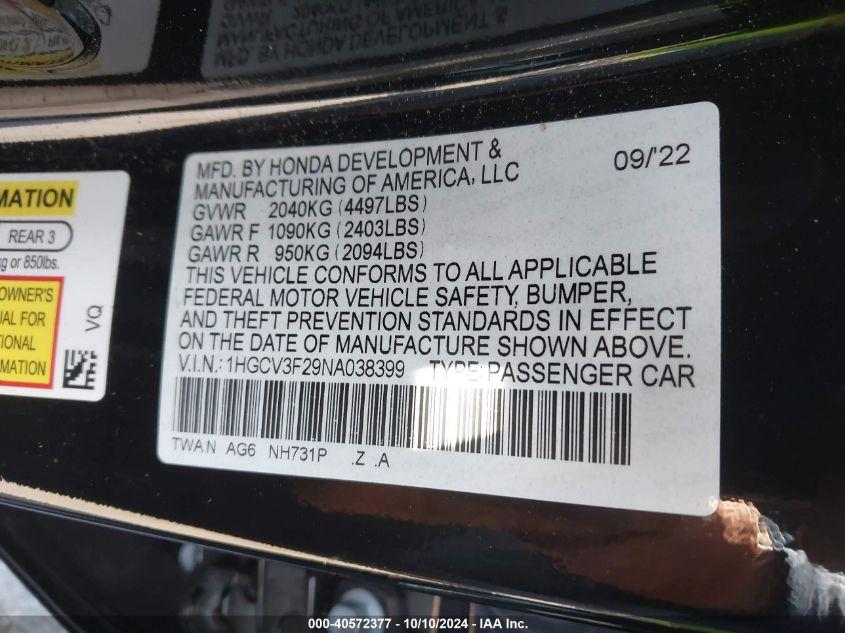 MFD. BY HONDA DEVELOPMENT &
MANUFACTURING OF AMERICA, LLC
09/'22
GVWR 2040KG (4497LBS)
GAWR F 1090KG (2403LBS)
GAWR R 950KG (2094LBS)
THIS VEHICLE CONFORMS TO ALL APPLICABLE
FEDERAL MOTOR VEHICLE SAFETY, BUMPER,
AND THEFT PREVENTION STANDARDS IN EFFECT
ON THE DATE OF MANUFACTURE SHOWN ABOVE.
V.I.N.: 1HGCV3F29NA038399 TYPE: PASSENGER CAR
TWAN AG6 NH731P .Z .A
MATION
REAR 3
kg or 850lbs.
OWNER'S
UAL FOR
TIONAL
RMATION
VQ
000-40572377 - 10/10/2024 - IAA Inc.